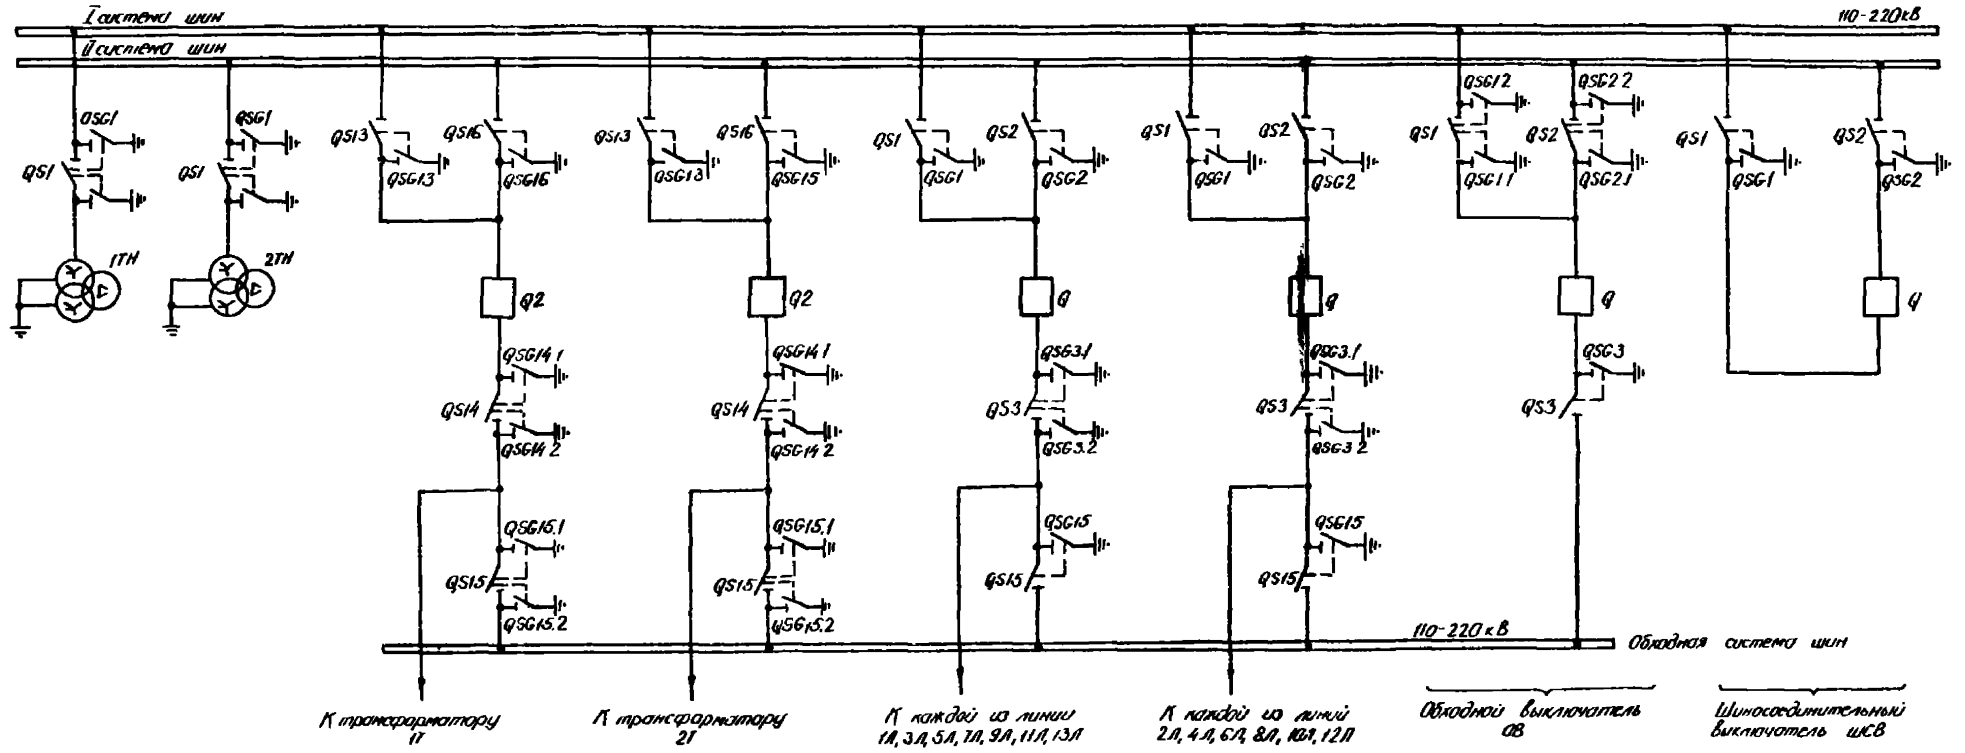 I система шин
110-220кВ
II система шин
QSG1
QS1
1ТН
QSG1
QS1
2ТН
QS13
QSG13
QS16
QSG16
Q2
QSG14.1
QS14
QSG14.2
QSG15.1
QS15
QSG15.2
QS13
QSG13
QS16
QSG15
Q2
QSG14.1
QS14
QSG14.2
QSG15.1
QS15
QSG15.2
QS1
QSG1
QS2
QSG2
Q
QSG3.1
QS3
QSG3.2
QSG15
QS15
QS1
QSG1
QS2
QSG2
Q
QSG3.1
QS3
QSG3.2
QSG15
QS15
QSG1.2
QS1
QSG1.1
QSG2.2
QS2
QSG2.1
Q
QSG3
QS3
QS1
QSG1
QS2
QSG2
Q
110-220кВ
Обходная система шин
К трансформатору
1Т
К трансформатору
2Т
К каждой из линии
1Л, 3Л, 5Л, 7Л, 9Л, 11Л, 13Л
К каждой из линий
2Л, 4Л, 6Л, 8Л, 10Л, 12Л
Обходной выключатель
ОВ
Шиносоединительный
выключатель ШСВ